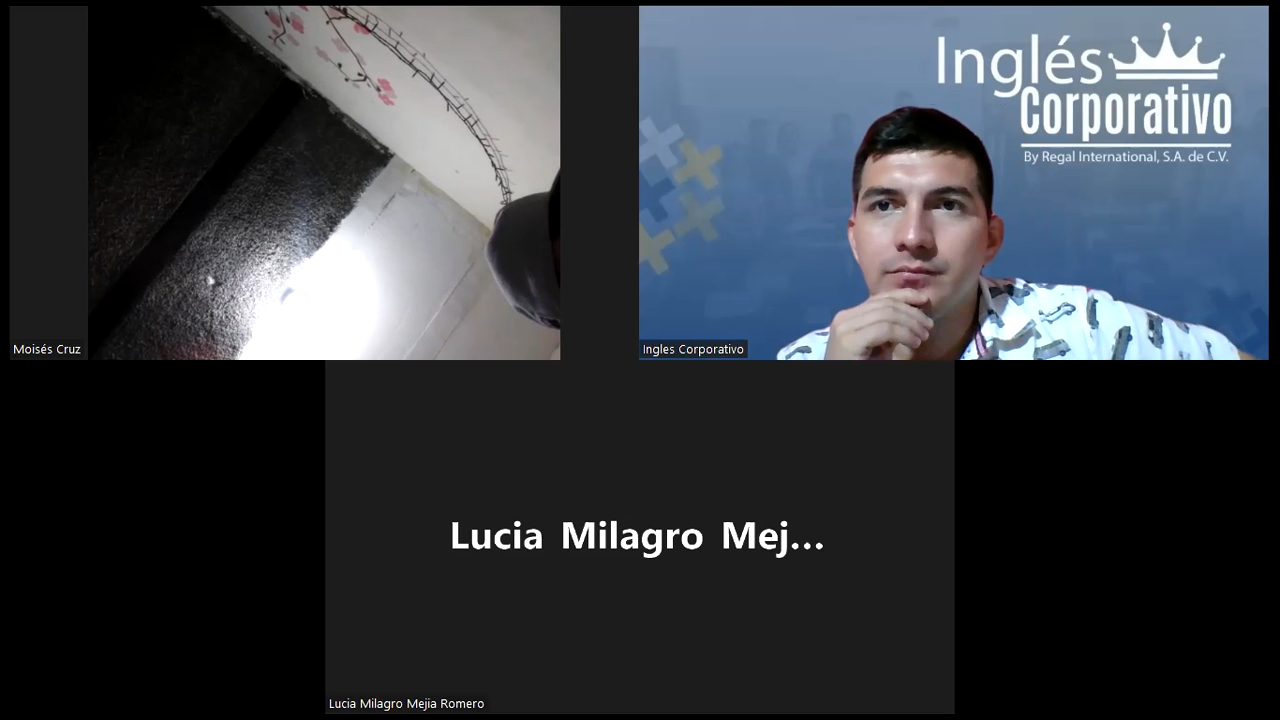 Inglés
Corporativo
By Regal International, S.A. de C.V.
Moisés Cruz
Ingles Corporativo
Lucia Milagro Mej...
Lucia Milagro Mejia Romero